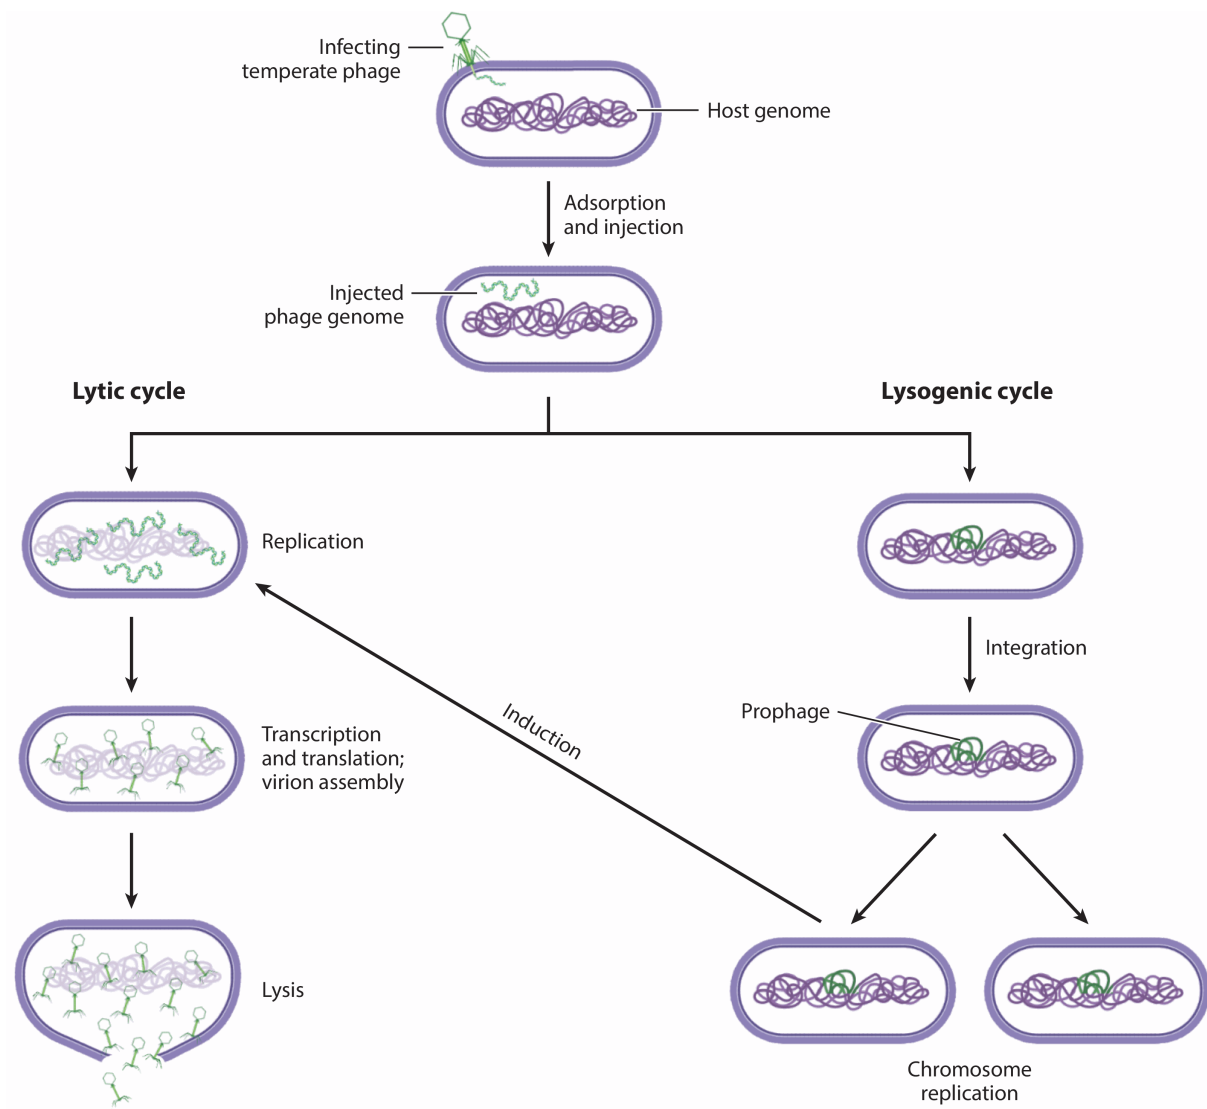 Infecting
temperate phage
Host genome
Adsorption
and injection
Injected
phage genome
Lytic cycle
Lysogenic cycle
Replication
Integration
Prophage
Induction
Transcription
and translation;
virion assembly
Lysis
Chromosome
replication